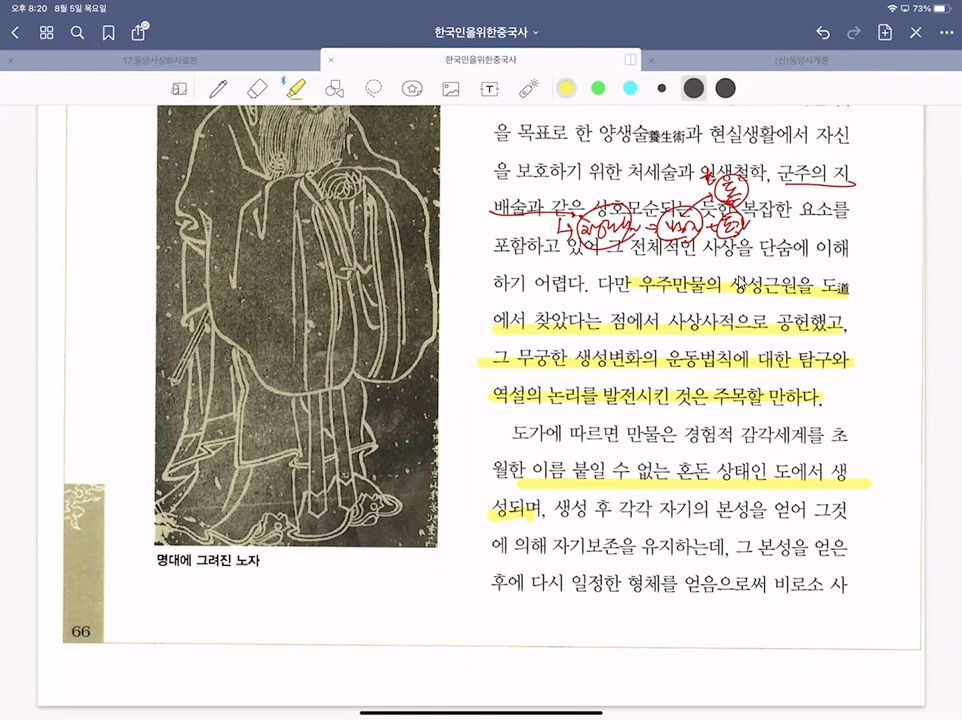 오후 8:20 8월 5일 목요일
73%
한국인을위한중국사
17.동양사심화자료편
한국인을위한중국사
(신)동양사개론
을 목표로 한 양생술養生術과 현실생활에서 자신
을 보호하기 위한 처세술과 인생철학, 군주의 지
배술과 같은 상호모순되는 듯한 복잡한 요소를
포함하고 있어 그 전체적인 사상을 단숨에 이해
하기 어렵다. 다만 우주만물의 생성근원을 도道
에서 찾았다는 점에서 사상사적으로 공헌했고,
그 무궁한 생성변화의 운동법칙에 대한 탐구와
역설의 논리를 발전시킨 것은 주목할 만하다.
도가에 따르면 만물은 경험적 감각세계를 초
월한 이름 붙일 수 없는 혼돈 상태인 도에서 생
성되며, 생성 후 각각 자기의 본성을 얻어 그것
에 의해 자기보존을 유지하는데, 그 본성을 얻은
후에 다시 일정한 형체를 얻음으로써 비로소 사
명대에 그려진 노자
66